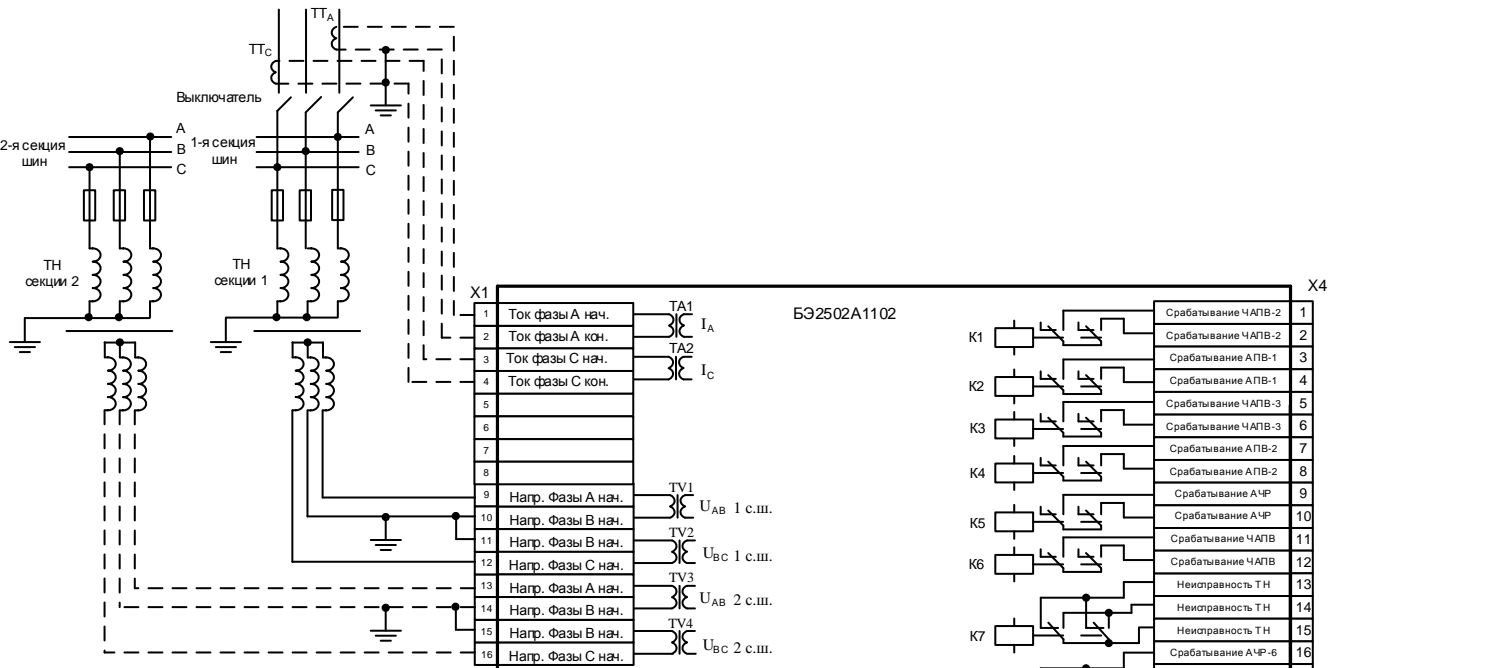 ТТA
ТТC
Выключатель
A
B
C
2-я секция
шин
1-я секция
шин
A
B
C
ТН
секции 2
ТН
секции 1
X1
БЭ2502А1102
X4
1 Ток фазы А нач.
2 Ток фазы А кон.
3 Ток фазы С нач.
4 Ток фазы С кон.
5
6
7
8
9 Напр. Фазы А нач.
10 Напр. Фазы В нач.
11 Напр. Фазы В нач.
12 Напр. Фазы С нач.
13 Напр. Фазы А нач.
14 Напр. Фазы В нач.
15 Напр. Фазы В нач.
16 Напр. Фазы С нач.
TA1
IA
TA2
IC
TV1
UAB 1 с.ш.
TV2
UBC 1 с.ш.
TV3
UAB 2 с.ш.
TV4
UBC 2 с.ш.
К1
К2
К3
К4
К5
К6
К7
Срабатывание ЧАПВ-2 1
Срабатывание ЧАПВ-2 2
Срабатывание АПВ-1 3
Срабатывание АПВ-1 4
Срабатывание ЧАПВ-3 5
Срабатывание ЧАПВ-3 6
Срабатывание АПВ-2 7
Срабатывание АПВ-2 8
Срабатывание АЧР 9
Срабатывание АЧР 10
Срабатывание ЧАПВ 11
Срабатывание ЧАПВ 12
Неисправность ТН 13
Неисправность ТН 14
Неисправность ТН 15
Срабатывание АЧР-6 16